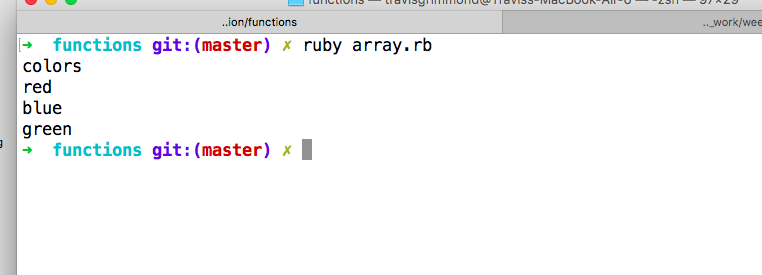 functions — travisgrimmond@Traviss-MacBook-Air-6 — -zsh — 97×29
..ion/functions
.._work/wee
[➜  functions git:(master) ✗ ruby array.rb
colors
red
blue
green
➜  functions git:(master) ✗